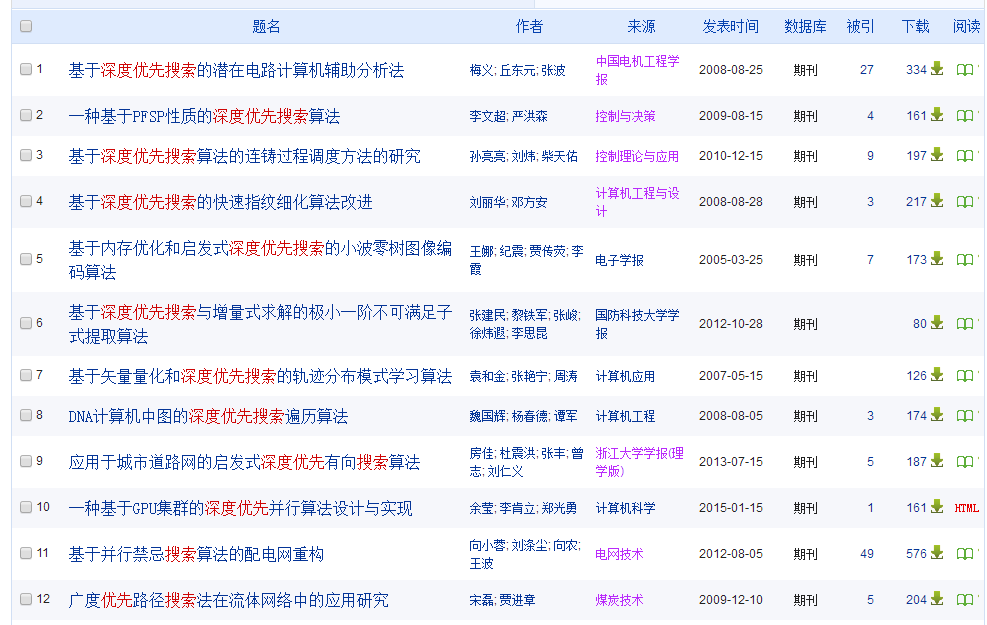 题名 作者 来源 发表时间 数据库 被引 下载 阅读
1 基于深度优先搜索的潜在电路计算机辅助分析法 梅义; 丘东元; 张波 中国电机工程学报 2008-08-25 期刊 27 334
2 一种基于PFSP性质的深度优先搜索算法 李文超; 严洪森 控制与决策 2009-08-15 期刊 4 161
3 基于深度优先搜索算法的连铸过程调度方法的研究 孙亮亮; 刘炜; 柴天佑 控制理论与应用 2010-12-15 期刊 9 197
4 基于深度优先搜索的快速指纹细化算法改进 刘丽华; 邓方安 计算机工程与设计 2008-08-28 期刊 3 217
5 基于内存优化和启发式深度优先搜索的小波零树图像编码算法 王娜; 纪震; 贾传荧; 李霞 电子学报 2005-03-25 期刊 7 173
6 基于深度优先搜索与增量式求解的极小一阶不可满足子式提取算法 张建民; 黎铁军; 张峻; 徐炜遐; 李思昆 国防科技大学学报 2012-10-28 期刊 80
7 基于矢量量化和深度优先搜索的轨迹分布模式学习算法 袁和金; 张艳宁; 周涛 计算机应用 2007-05-15 期刊 126
8 DNA计算机中图的深度优先搜索遍历算法 魏国辉; 杨春德; 谭军 计算机工程 2008-08-05 期刊 3 174
9 应用于城市道路网的启发式深度优先有向搜索算法 房佳; 杜震洪; 张丰; 曾志; 刘仁义 浙江大学学报(理学版) 2013-07-15 期刊 5 187
10 一种基于GPU集群的深度优先并行算法设计与实现 余莹; 李肯立; 郑光勇 计算机科学 2015-01-15 期刊 1 161 HTML
11 基于并行禁忌搜索算法的配电网重构 向小蓉; 刘涤尘; 向农; 王波 电网技术 2012-08-05 期刊 49 576
12 广度优先路径搜索法在流体网络中的应用研究 宋磊; 贾进章 煤炭技术 2009-12-10 期刊 5 204